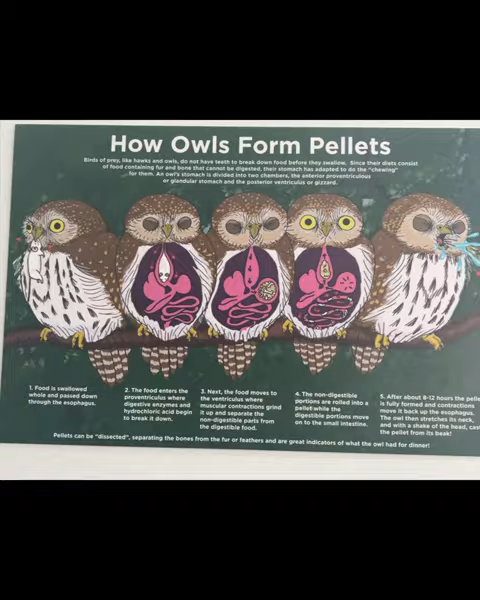 How Owls Form Pellets
Birds of prey, like hawks and owls, do not have teeth to break down food before they swallow. Since their diets consist
of food containing fur and bone that cannot be digested, their stomach has adapted to do the “chewing”
for them. An owl's stomach is divided into two chambers, the anterior proventriculus
or glandular stomach and the posterior ventriculus or gizzard.
1. Food is swallowed
whole and passed down
through the esophagus.
2. The food enters the
proventriculus where
digestive enzymes and
hydrochloric acid begin
to break it down.
3. Next, the food moves to
the ventriculus where
muscular contractions grind
it up and separate the
non-digestible parts from
the digestible food.
4. The non-digestible
portions are rolled into a
pellet while the
digestible portions move
on to the small intestine.
5. After about 8-12 hours the pelle
is fully formed and contractions
move it back up the esophagus.
The owl then stretches its neck,
and with a shake of the head, cas
the pellet from its beak!
Pellets can be "dissected", separating the bones from the fur or feathers and are great indicators of what the owl had for dinner!